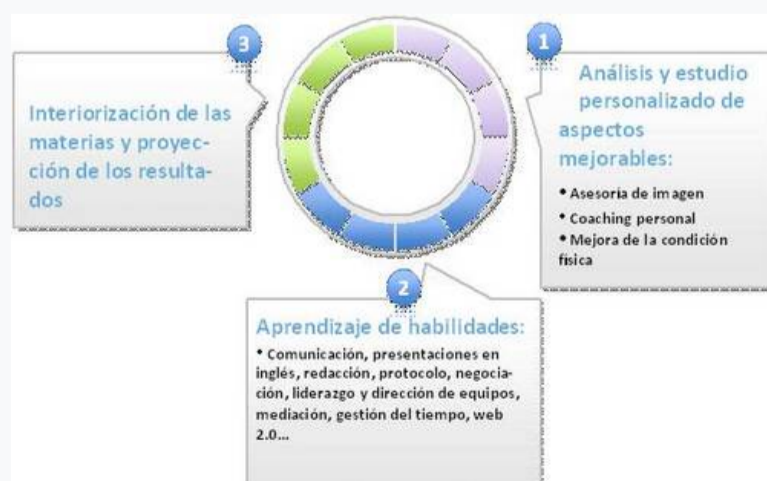 1
Análisis y estudio
personalizado de
aspectos
mejorables:
• Asesoría de imagen
• Coaching personal
• Mejora de la condición
física
2
Aprendizaje de habilidades:
• Comunicación, presentaciones en
inglés, redacción, protocolo, negocia-
ción, liderazgo y dirección de equipos,
mediación, gestión del tiempo, web
2.0...
3
Interiorización de las
materias y proyec-
ción de los resulta-
dos